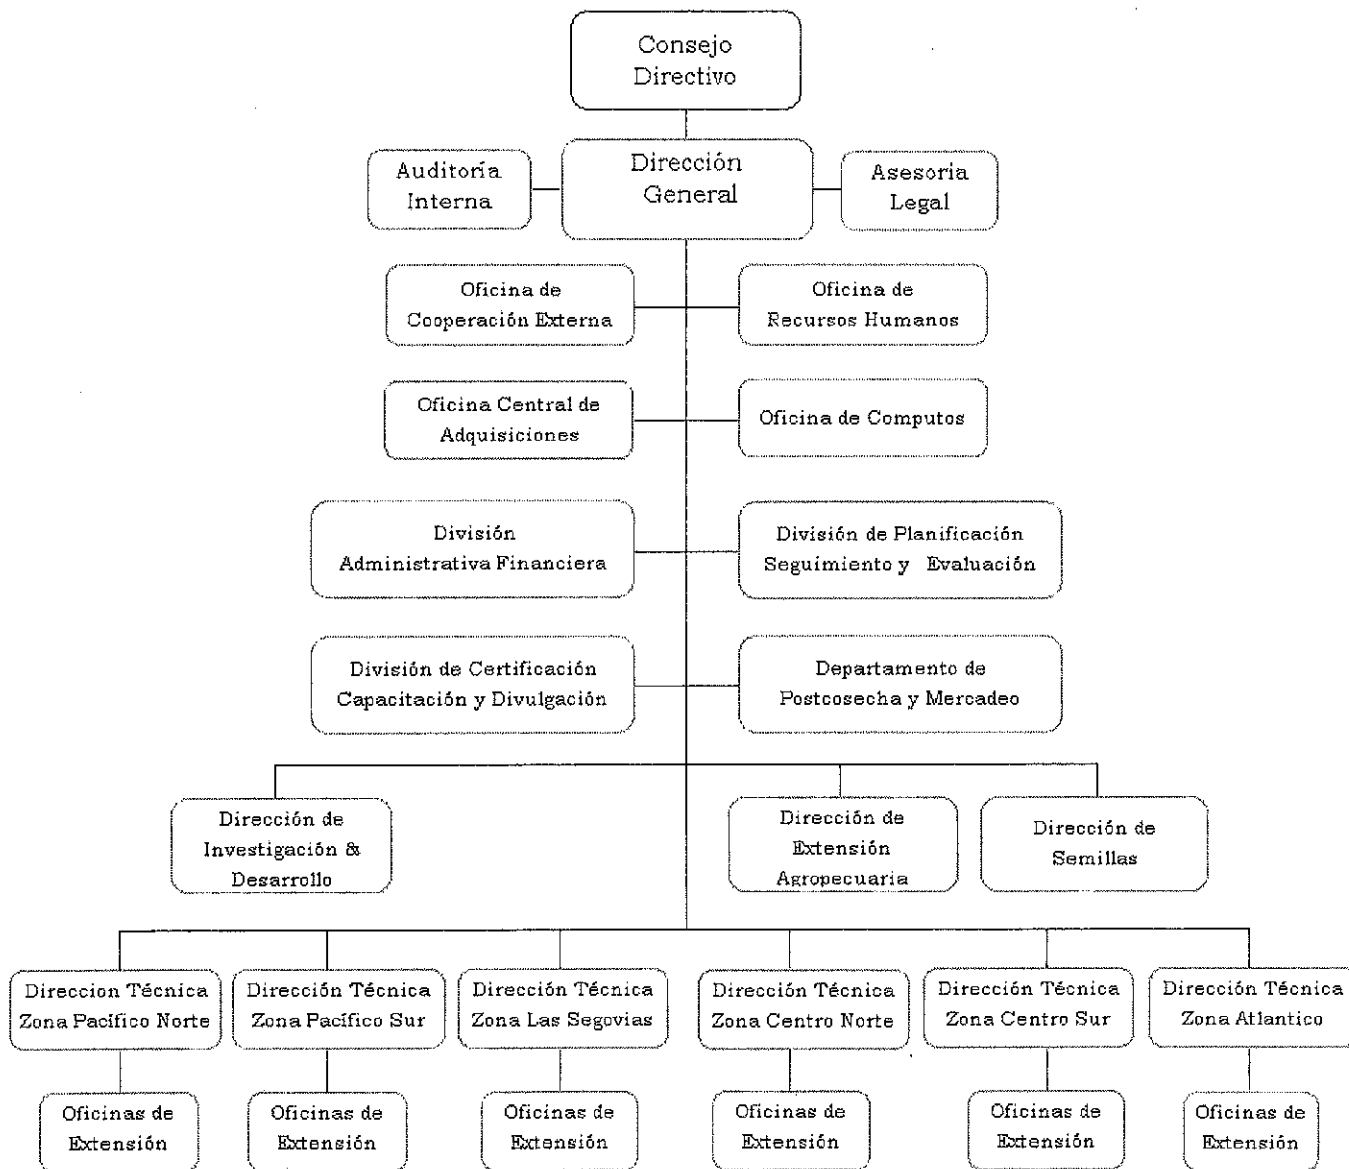 Consejo
Directivo
Auditoría
Interna
Dirección
General
Asesoria
Legal
Oficina de
Cooperación Externa
Oficina de
Recursos Humanos
Oficina Central de
Adquisiciones
Oficina de Computos
División
Administrativa Financiera
División de Planificación
Seguimiento y Evaluación
División de Certificación
Capacitación y Divulgación
Departamento de
Postcosecha y Mercadeo
Dirección de
Investigación &
Desarrollo
Dirección de
Extensión
Agropecuaria
Dirección de
Semillas
Direccion Técnica
Zona Pacífico Norte
Dirección Técnica
Zona Pacífico Sur
Dirección Técnica
Zona Las Segovias
Dirección Técnica
Zona Centro Norte
Dirección Técnica
Zona Centro Sur
Dirección Técnica
Zona Atlantico
Oficinas de
Extensión
Oficinas de
Extensión
Oficinas de
Extensión
Oficinas de
Extensión
Oficinas de
Extensión
Oficinas de
Extensión